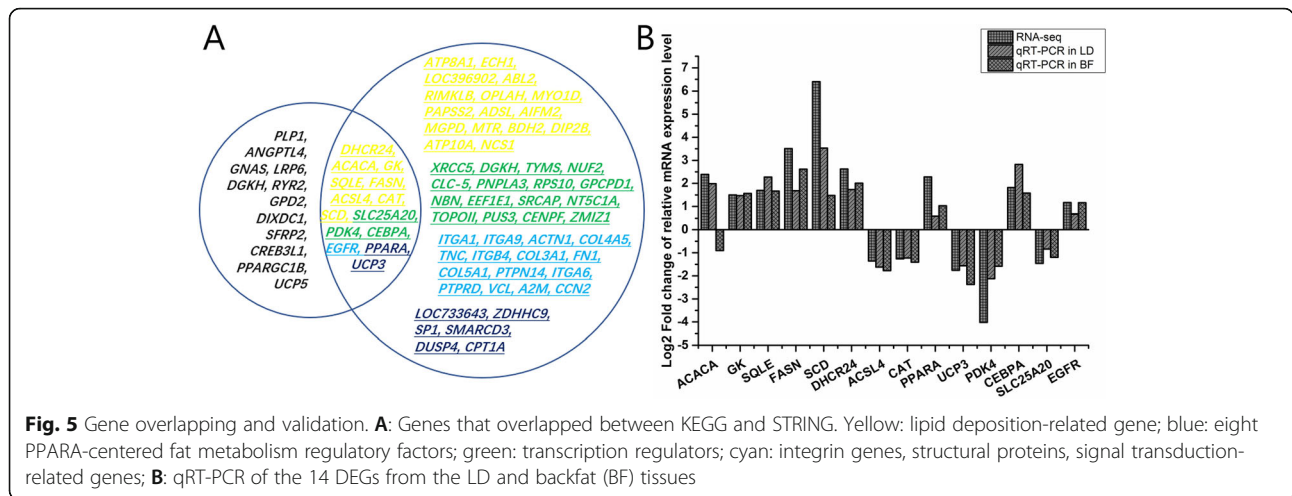 A
PLP1,
ANGPTL4,
GNAS, LRP6,
DGKH, RYR2,
GPD2,
DIXDC1,
SFRP2,
CREB3L1,
PPARGC1B,
UCP5
DHCR24,
ACACA, GK,
SQLE, FASN,
ACSL4, CAT,
SCD, SLC25A20,
PDK4, CEBPA,
EGFR, PPARA,
UCP3
ATP8A1, ECH1,
LOC396902, ABL2,
RIMKLB, OPLAH, MYO1D,
PAPSS2, ADSL, AIFM2,
MGPD, MTR, BDH2, DIP2B,
ATP10A, NCS1
XRCC5, DGKH, TYMS, NUF2,
CLC-5, PNPLA3, RPS10, GPCPD1,
NBN, EEF1E1, SRCAP, NT5C1A,
TOPOII, PUS3, CENPF, ZMIZ1
ITGA1, ITGA9, ACTN1, COL4A5,
TNC, ITGB4, COL3A1, FN1,
COL5A1, PTPN14, ITGA6,
PTPRD, VCL, A2M, CCN2
LOC733643, ZDHHC9,
SP1, SMARCD3,
DUSP4, CPT1A
B
RNA-seq
qRT-PCR in LD
qRT-PCR in BF
Log2 Fold change of relative mRNA expression level
7
6
5
4
3
2
1
0
-1
-2
-3
-4
-5
ACACA
GK
SQLE
FASN
SCD
DHCR24
ACSL4
CAT
PPARA
UCP3
PDK4
CEBPA
SLC25A20
EGFR
Fig. 5 Gene overlapping and validation. A: Genes that overlapped between KEGG and STRING. Yellow: lipid deposition-related gene; blue: eight
PPARA-centered fat metabolism regulatory factors; green: transcription regulators; cyan: integrin genes, structural proteins, signal transduction-
related genes; B: qRT-PCR of the 14 DEGs from the LD and backfat (BF) tissues